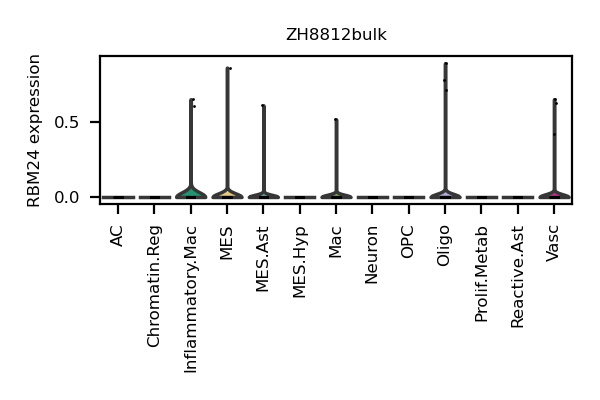 ZH8812bulk
RBM24 expression
0.5
0.0
AC
Chromatin.Reg
Inflammatory.Mac
MES
MES.Ast
MES.Hyp
Mac
Neuron
OPC
Oligo
Prolif.Metab
Reactive.Ast
Vasc